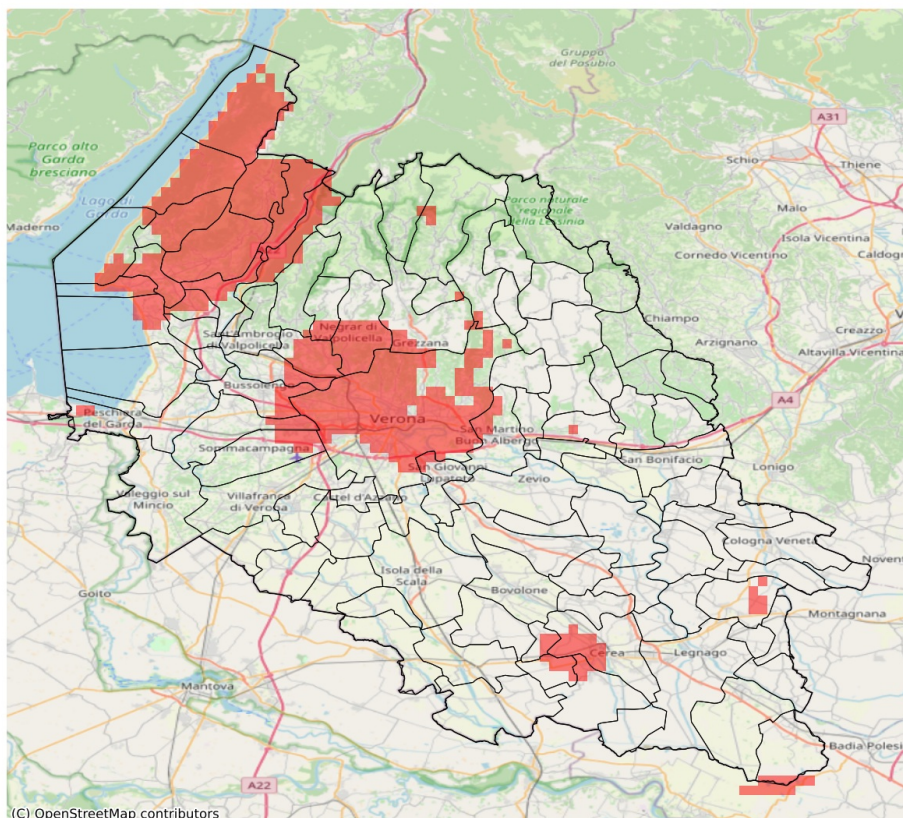 Gruppo
del Pasubio
A31
Parco alto
Garda
bresciano
Schio
Thiene
Lago di
Garda
Parco naturale
regionale
della Lessinia
Malo
Maderno
Valdagno
Isola Vicentina
Cornedo Vicentino
Caldogn
Chiampo
Creazzo
V
Sant'Ambrogio
di Valpolicella
Negrar di
Valpolicella
Grezzana
Arzignano
Altavilla Vicentina
Bussolengo
A4
Peschiera
del Garda
Verona
San Martino
Buon Albergo
Sommacampagna
San Bonifacio
Lonigo
San Giovanni
Lupatoto
Zevio
Valeggio sul
Mincio
Villafranca
di Verona
Castel d'Azzano
Cologna Veneta
Noven
Isola della
Scala
Goito
Bovolone
Montagnana
Cerea
Legnago
Mantova
Badia Polesi
A22
(C) OpenStreetMap contributors